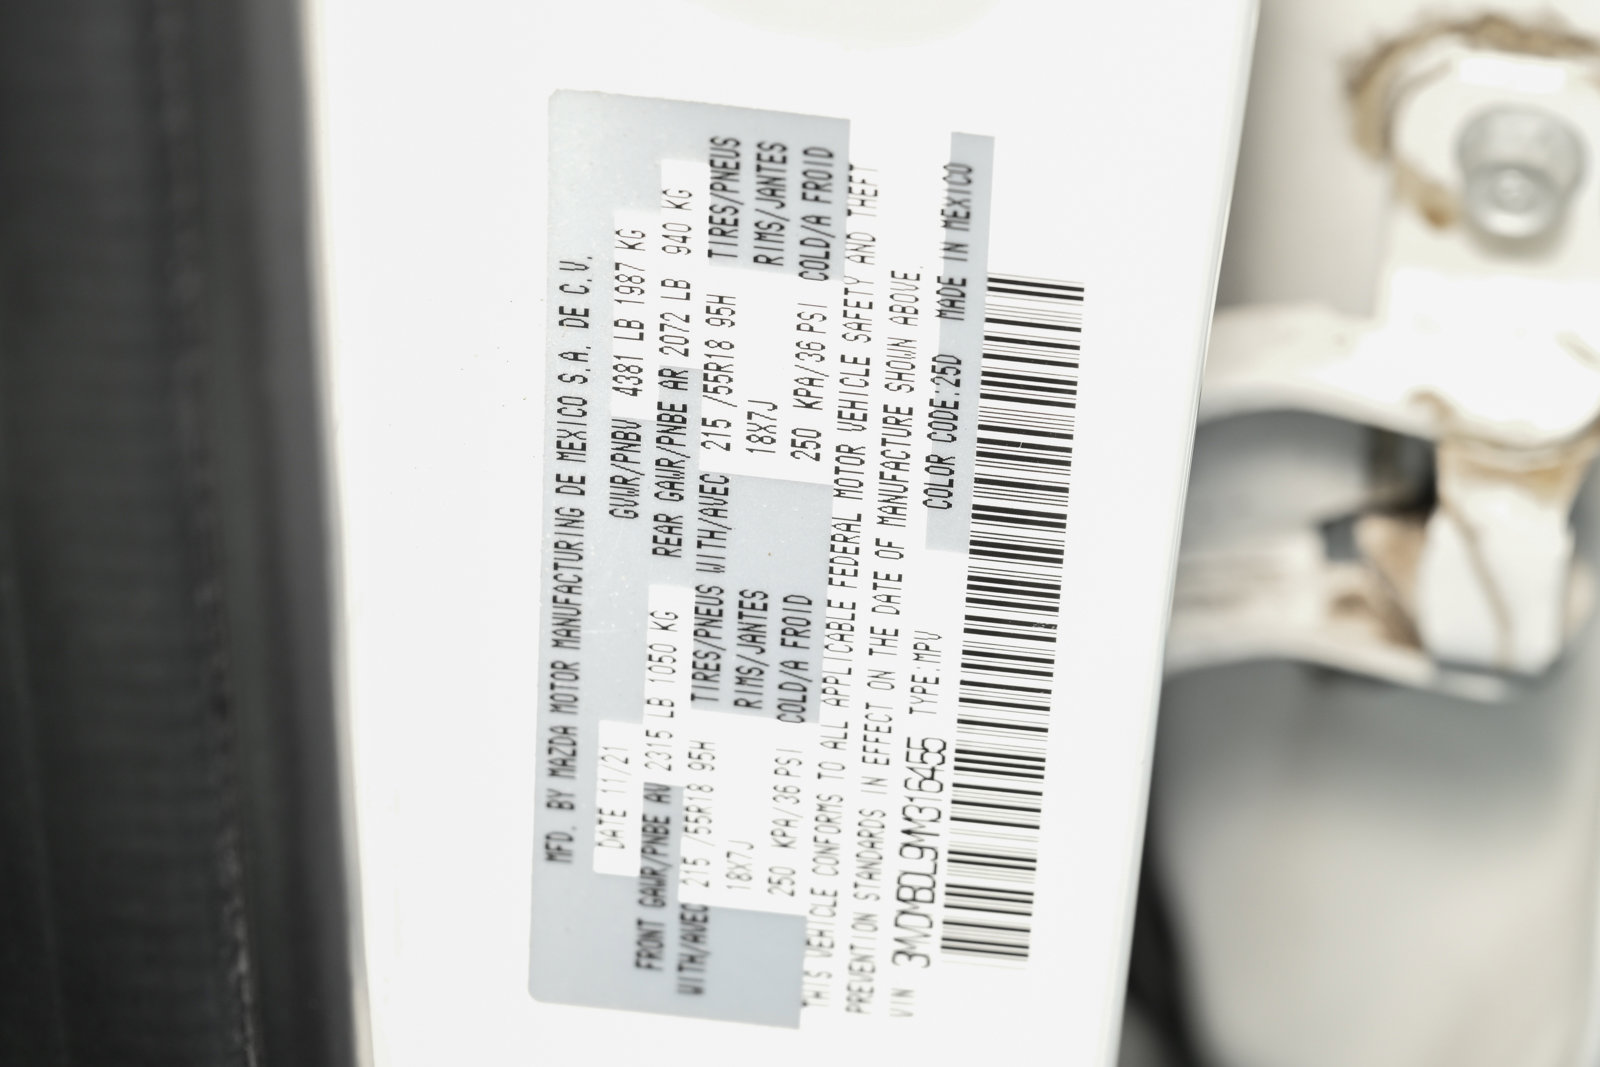 MFD. BY MAZDA MOTOR MANUFACTURING DE MEXICO S.A. DE C.V.
DATE 11/21 GVWR/PNBV 4381 LB 1987 KG
FRONT GAWR/PNBE AV 2315 LB 1050 KG REAR GAWR/PNBE AR 2072 LB 940 KG
WITH/AVEC 215 /55R18 95H TIRES/PNEUS WITH/AVEC 215 /55R18 95H TIRES/PNEUS
18X7J RIMS/JANTES 18X7J RIMS/JANTES
250 KPA/36 PSI COLD/A FROID 250 KPA/36 PSI COLD/A FROID
THIS VEHICLE CONFORMS TO ALL APPLICABLE FEDERAL MOTOR VEHICLE SAFETY AND THEFT
PREVENTION STANDARDS IN EFFECT ON THE DATE OF MANUFACTURE SHOWN ABOVE.
VIN 3MVDMBDL9NM316455 TYPE:MPV COLOR CODE:25D MADE IN MEXICO